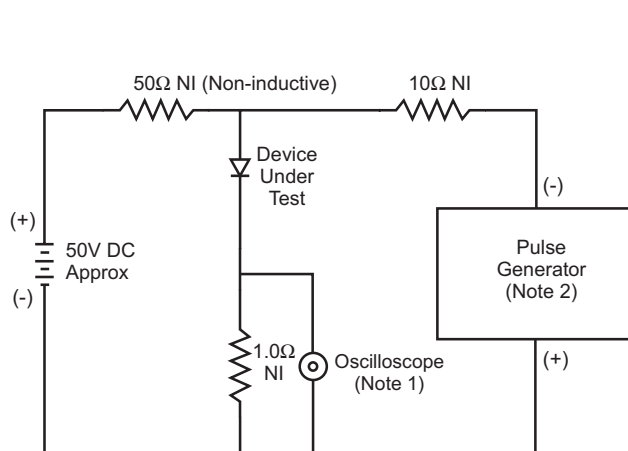 50Ω NI (Non-inductive)
10Ω NI
Device
Under
Test
(-)
(+)
50V DC
Approx
(-)
Pulse
Generator
(Note 2)
1.0Ω
NI
Oscilloscope
(Note 1)
(+)